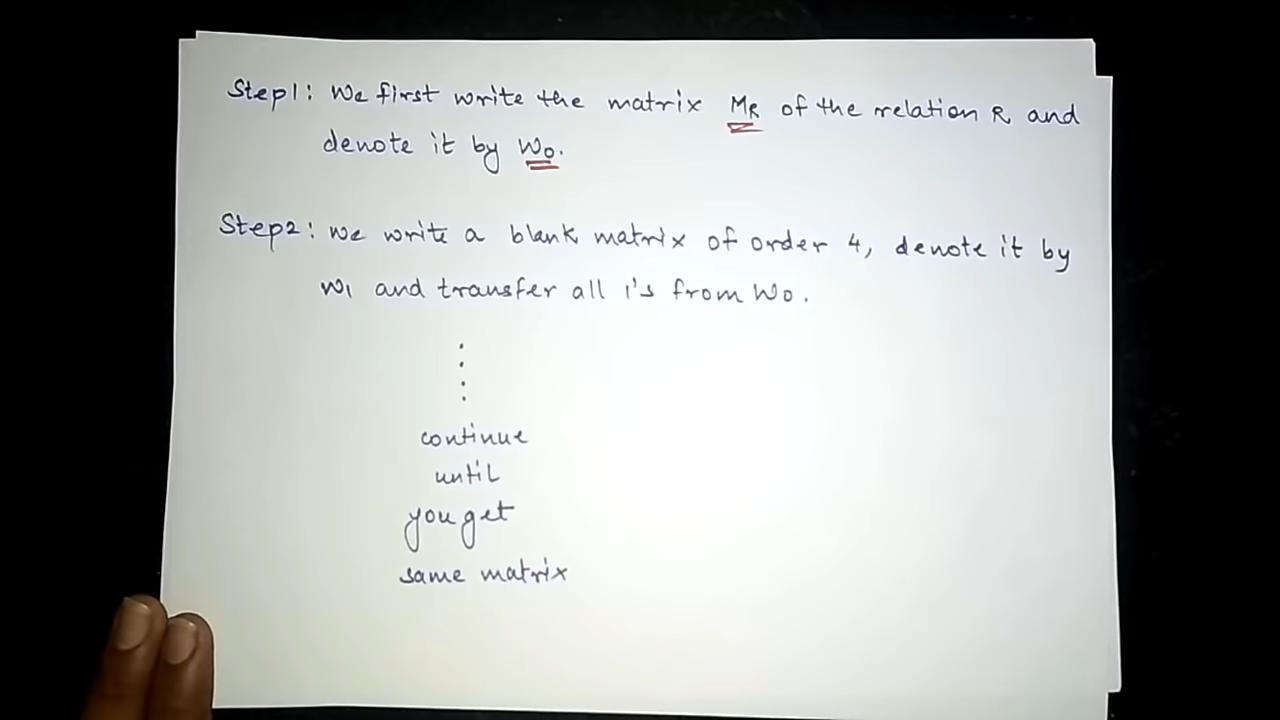 Step1: We first write the matrix MR of the relation R and
denote it by W0.
Step2: We write a blank matrix of order 4, denote it by
W1 and transfer all 1's from W0.
continue
until
you get
same matrix